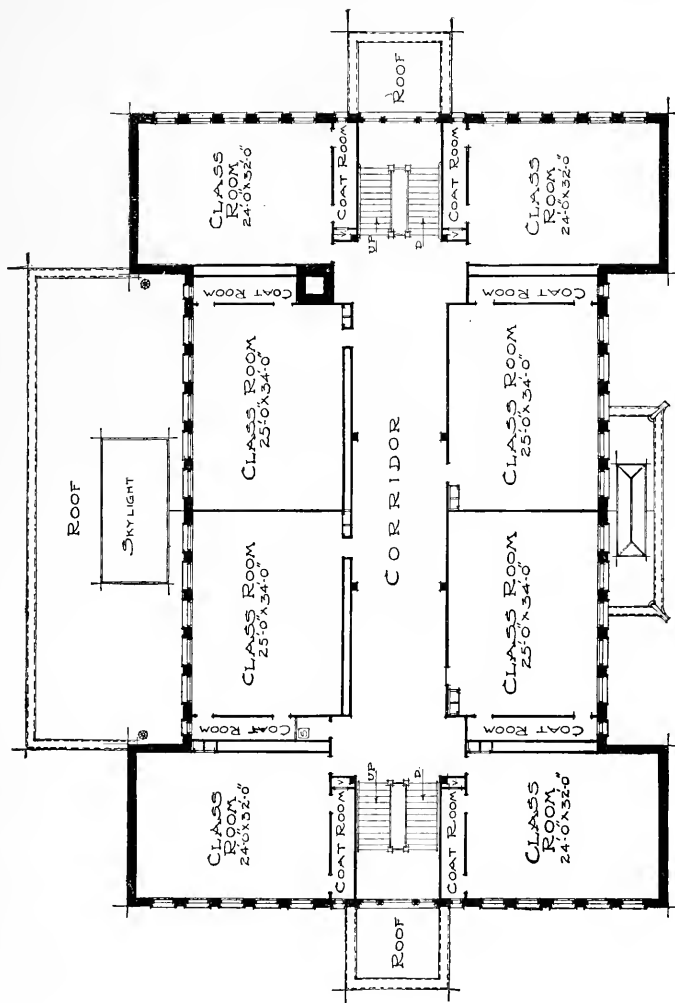 ROOF
CLASS
ROOM
24'-0"X32'-0"
COAT ROOM
COAT ROOM
CLASS
ROOM
24'-0"X32'-0"
UP
D.
V
V
COAT ROOM
COAT ROOM
CLASS ROOM
25'-0"X34'-0"
CLASS ROOM
25'-0"X34'-0"
ROOF
SKYLIGHT
CORRIDOR
CLASS ROOM
25'-0"X34'-0"
CLASS ROOM
25'-0"X34'-0"
COAT ROOM
S
COAT ROOM
UP
D.
V
V
CLASS
ROOM
24'-0"X32'-0"
COAT ROOM
COAT ROOM
CLASS
ROOM
24'-0"X32'-0"
ROOF